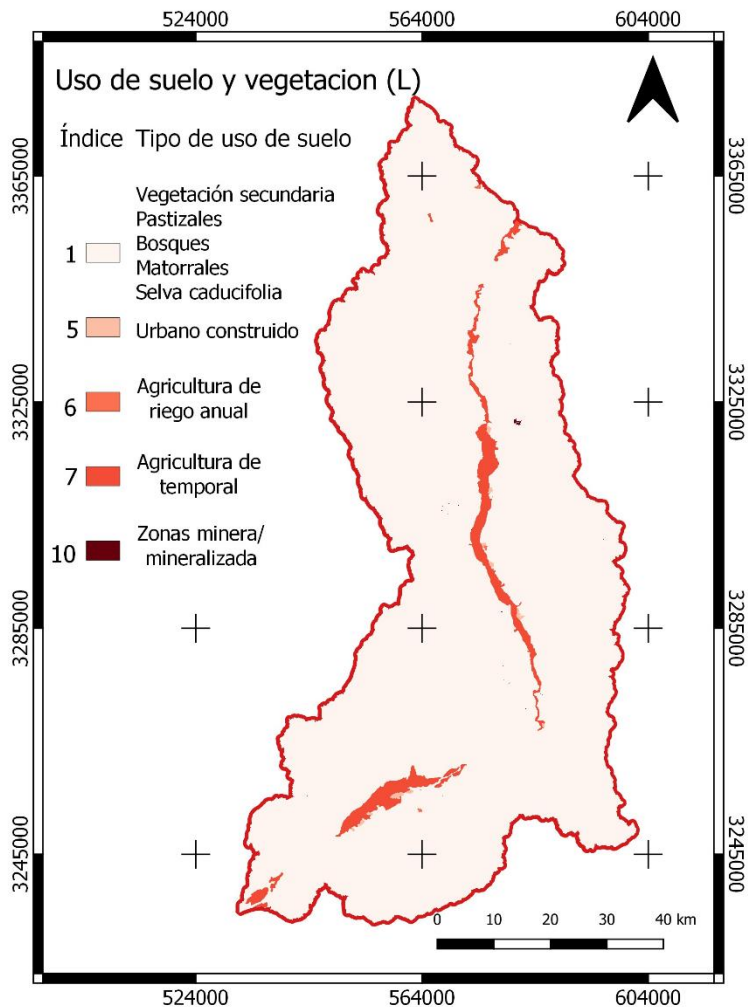 524000 564000 604000
Uso de suelo y vegetacion (L)
Índice Tipo de uso de suelo
3365000 3365000
Vegetación secundaria
Pastizales
1 Bosques
Matorrales
Selva caducifolia
5 Urbano construido
6 Agricultura de
riego anual
3325000 3325000
7 Agricultura de
temporal
10 Zonas minera/
mineralizada
3285000 3285000
3245000 3245000
0 10 20 30 40 km
524000 564000 604000